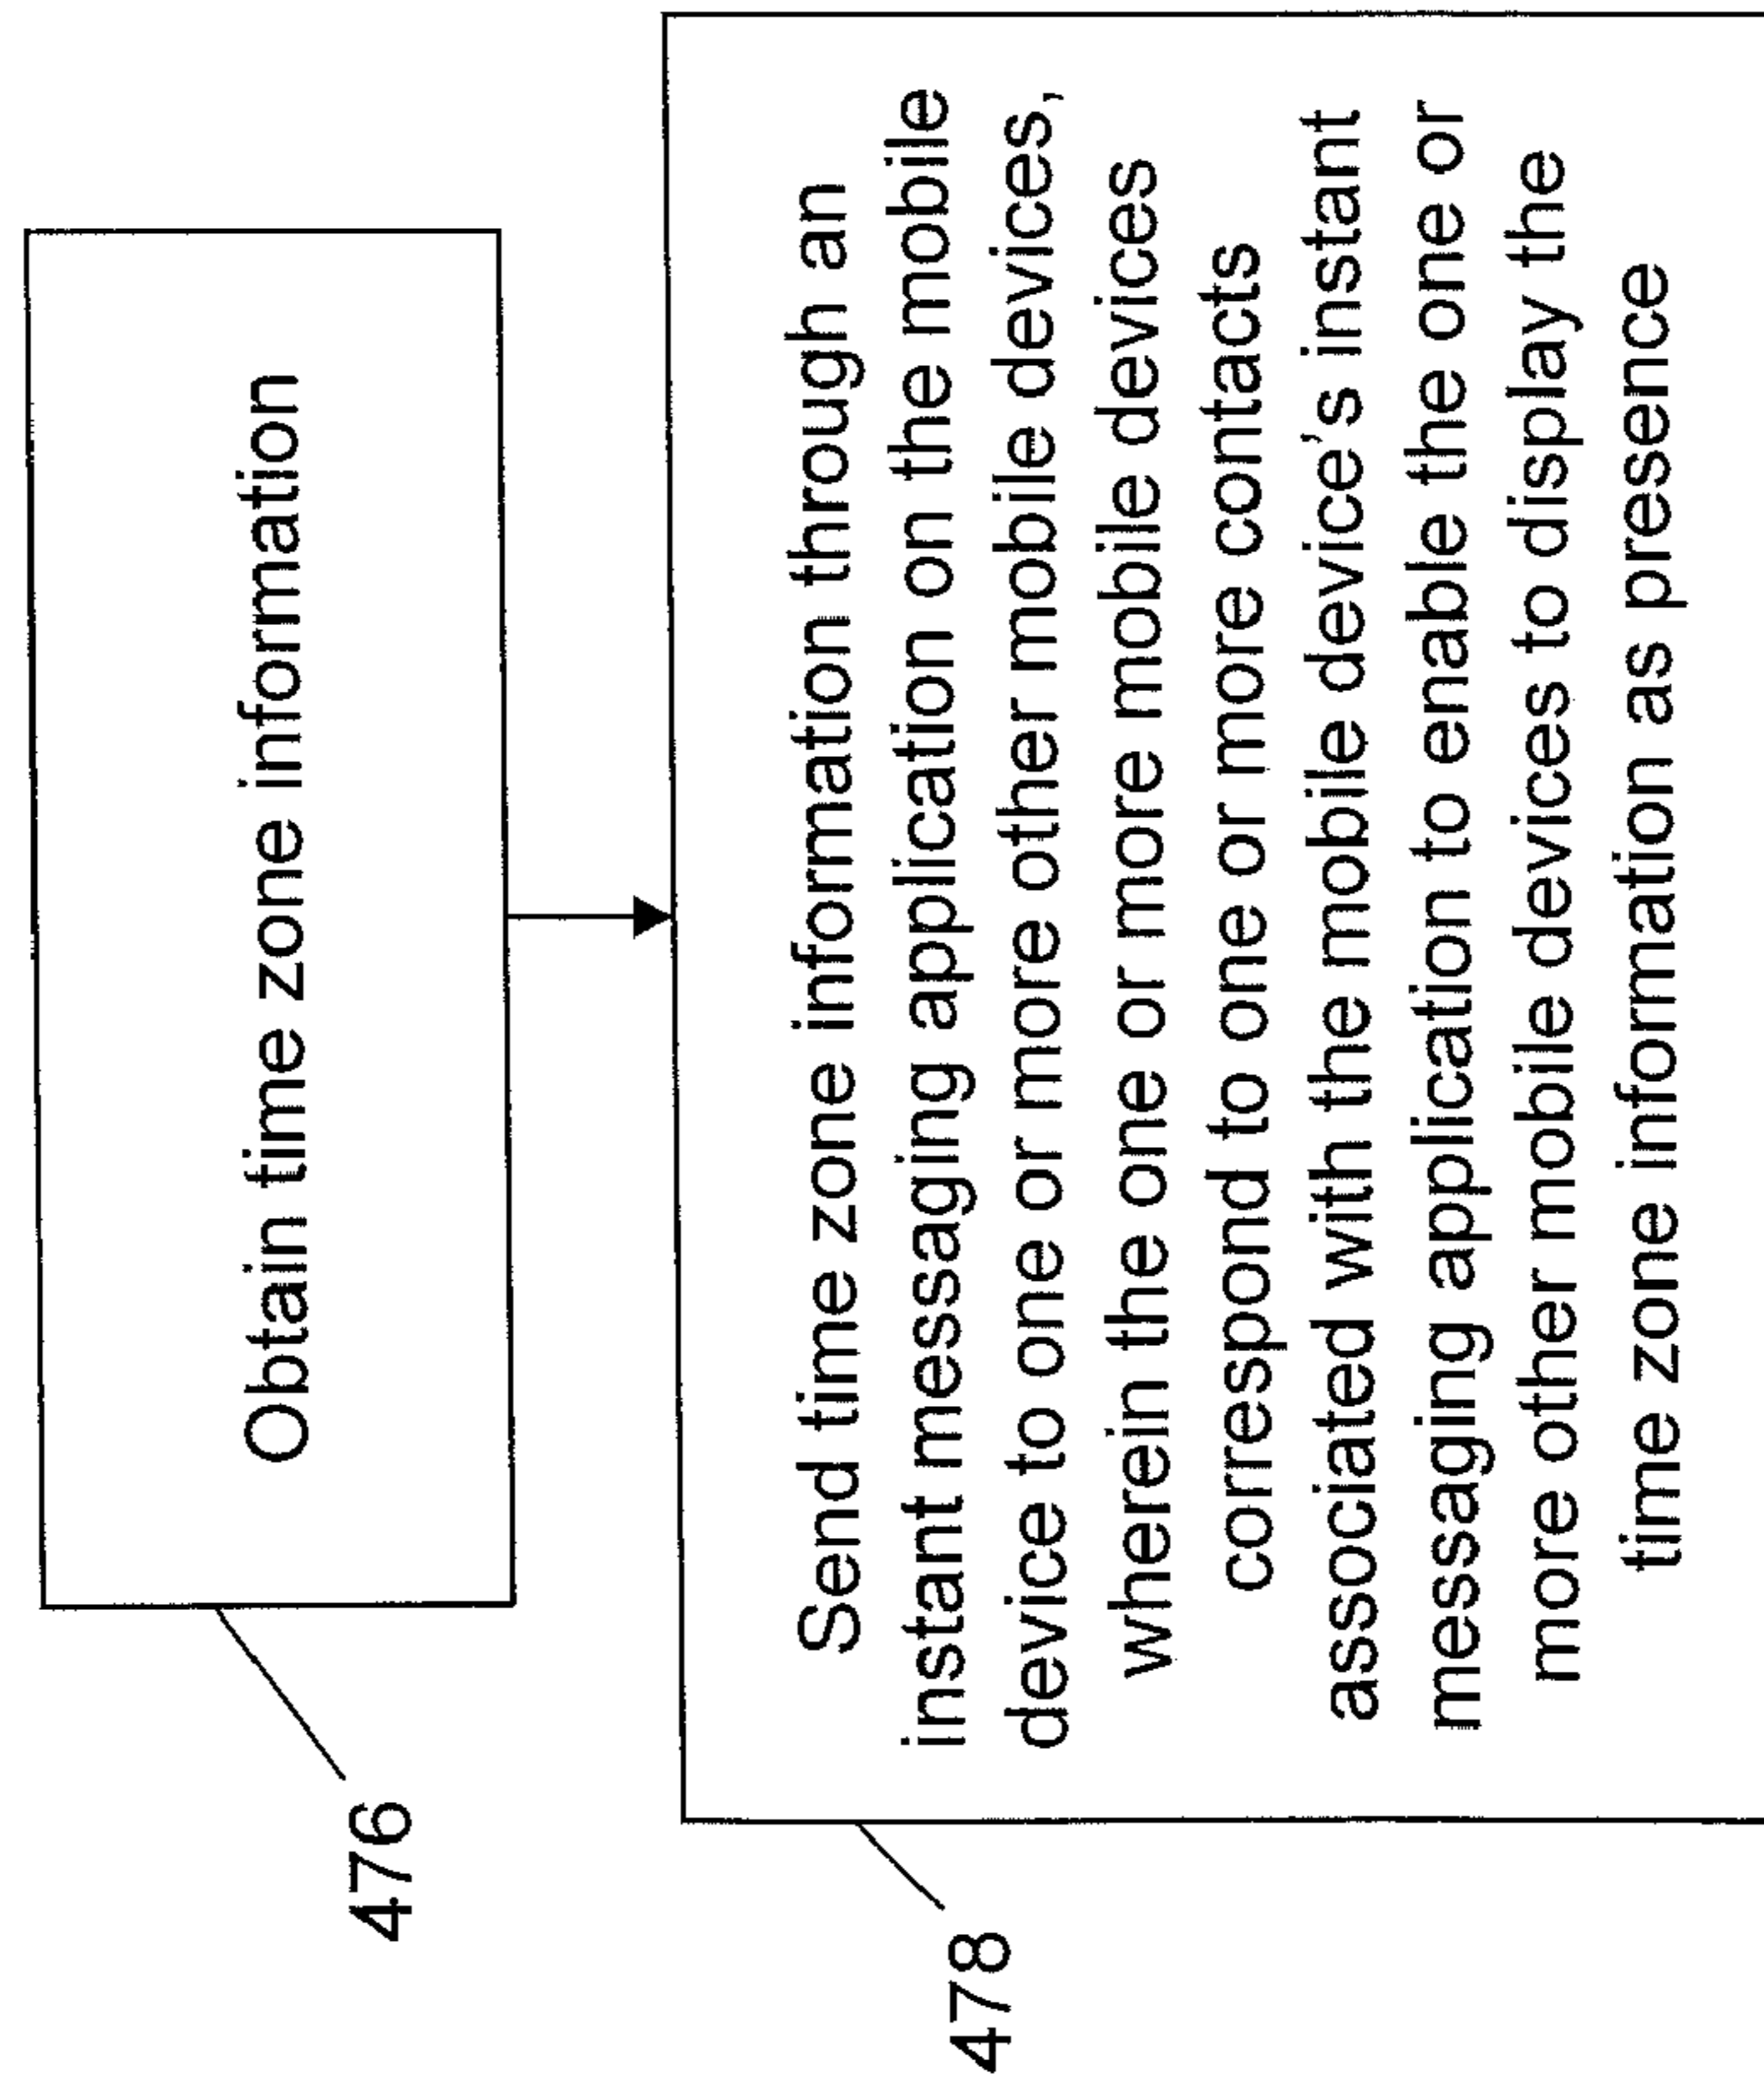 Obtain time zone information
476
Send time zone information through an
instant messaging application on the mobile
device to one or more other mobile devices,
wherein the one or more mobile devices
correspond to one or more contacts
associated with the mobile device's instant
messaging application to enable the one or
more other mobile devices to display the
time zone information as presence
478